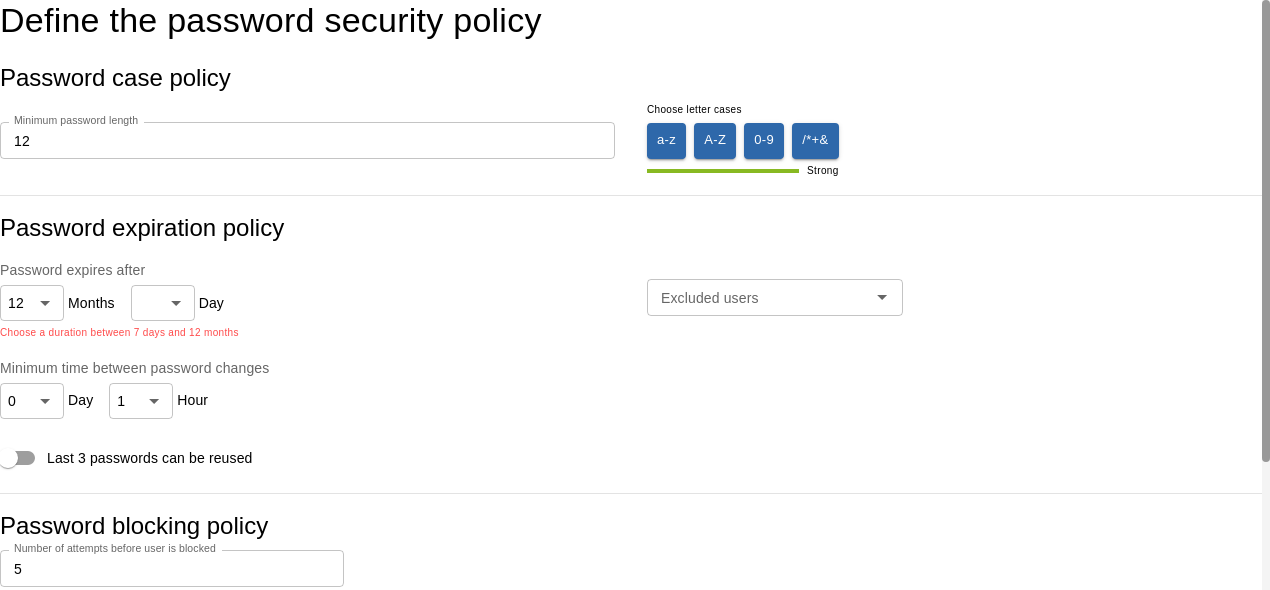 Define the password security policy
Password case policy
Minimum password length
12
Choose letter cases
a-z A-Z 0-9 /*+&
Strong
Password expiration policy
Password expires after
12 Months Day
Choose a duration between 7 days and 12 months
Excluded users
Minimum time between password changes
0 Day 1 Hour
Last 3 passwords can be reused
Password blocking policy
Number of attempts before user is blocked
5